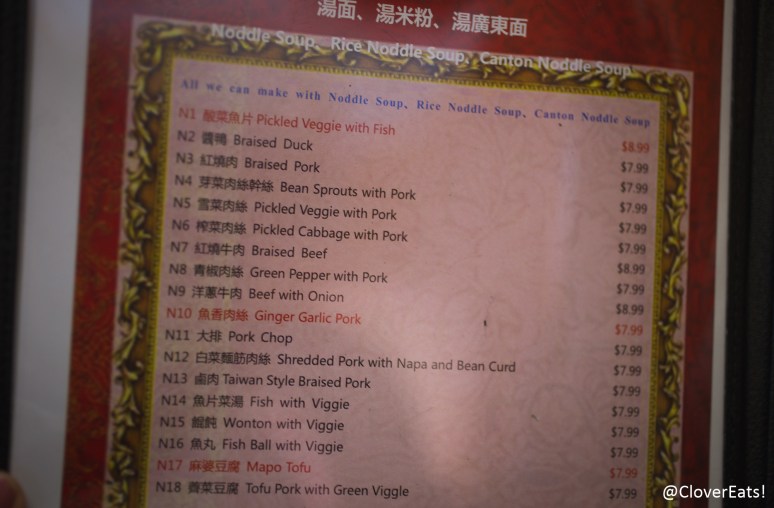 湯面、湯米粉、湯廣東面
Noddle Soup、Rice Noddle Soup、Canton Noddle Soup
All we can make with Noddle Soup、Rice Noddle Soup、Canton Noddle Soup
N1 酸菜魚片 Pickled Veggie with Fish $8.99
N2 醬鴨 Braised Duck $7.99
N3 紅燒肉 Braised Pork $7.99
N4 芽菜肉絲幹絲 Bean Sprouts with Pork $7.99
N5 雪菜肉絲 Pickled Veggie with Pork $7.99
N6 榨菜肉絲 Pickled Cabbage with Pork $7.99
N7 紅燒牛肉 Braised Beef $8.99
N8 青椒肉絲 Green Pepper with Pork $7.99
N9 洋蔥牛肉 Beef with Onion $8.99
N10 魚香肉絲 Ginger Garlic Pork $7.99
N11 大排 Pork Chop $7.99
N12 白菜麵筋肉絲 Shredded Pork with Napa and Bean Curd $7.99
N13 鹵肉 Taiwan Style Braised Pork $7.99
N14 魚片菜湯 Fish with Viggie $7.99
N15 餛飩 Wonton with Viggie $7.99
N16 魚丸 Fish Ball with Viggie $7.99
N17 麻婆豆腐 Mapo Tofu $7.99
N18 薺菜豆腐 Tofu Pork with Green Viggle $7.99
@CloverEats!